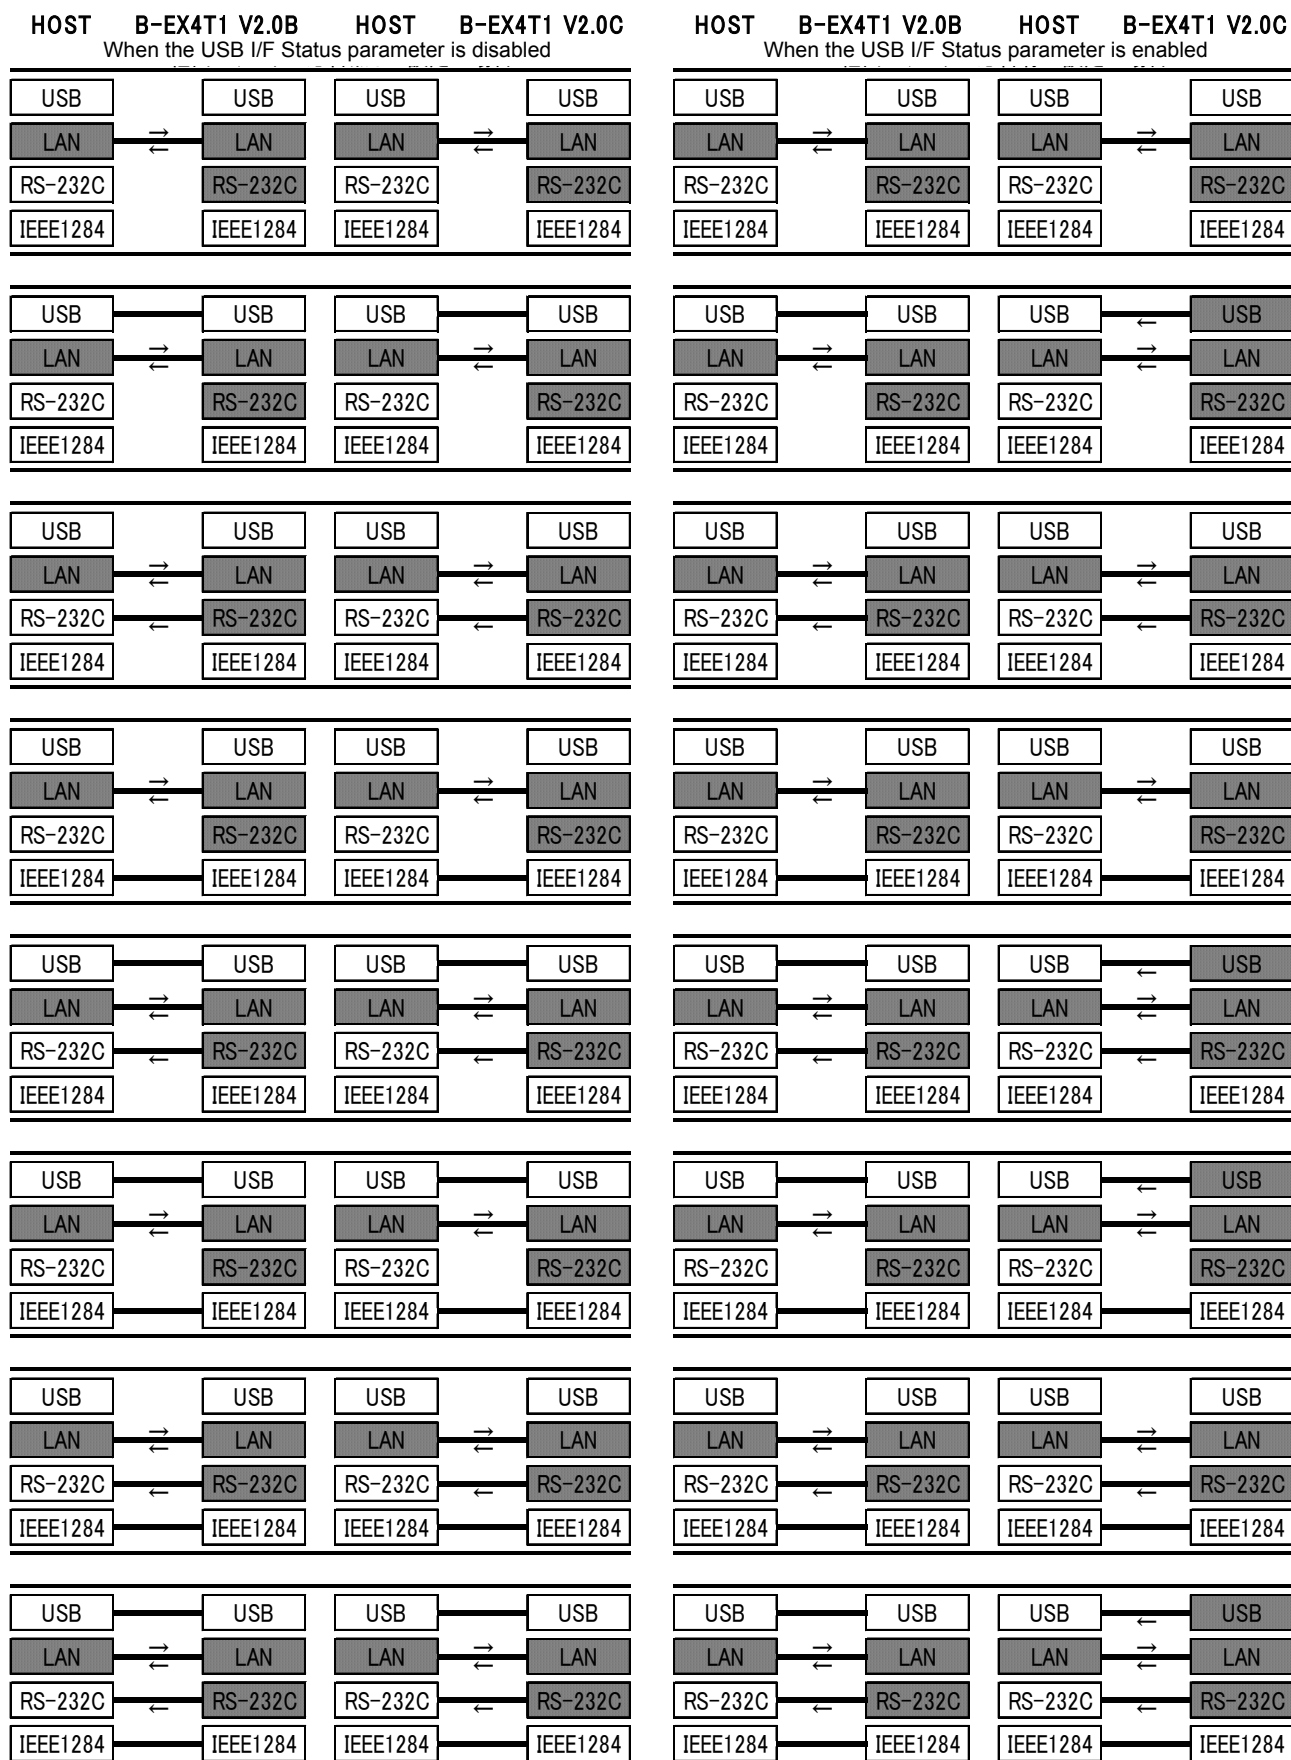 HOST B-EX4T1 V2.0B HOST B-EX4T1 V2.0C HOST B-EX4T1 V2.0B HOST B-EX4T1 V2.0C
When the USB I/F Status parameter is disabled When the USB I/F Status parameter is enabled
USB USB USB USB USB USB USB USB
LAN → ← LAN LAN → ← LAN LAN → ← LAN LAN → ← LAN
RS-232C RS-232C RS-232C RS-232C RS-232C RS-232C RS-232C RS-232C
IEEE1284 IEEE1284 IEEE1284 IEEE1284 IEEE1284 IEEE1284 IEEE1284 IEEE1284
USB USB USB USB USB USB USB ← USB
LAN → ← LAN LAN → ← LAN LAN → ← LAN LAN → ← LAN
RS-232C RS-232C RS-232C RS-232C RS-232C RS-232C RS-232C RS-232C
IEEE1284 IEEE1284 IEEE1284 IEEE1284 IEEE1284 IEEE1284 IEEE1284 IEEE1284
USB USB USB USB USB USB USB USB
LAN → ← LAN LAN → ← LAN LAN → ← LAN LAN → ← LAN
RS-232C ← RS-232C RS-232C ← RS-232C RS-232C ← RS-232C RS-232C ← RS-232C
IEEE1284 IEEE1284 IEEE1284 IEEE1284 IEEE1284 IEEE1284 IEEE1284 IEEE1284
USB USB USB USB USB USB USB USB
LAN → ← LAN LAN → ← LAN LAN → ← LAN LAN → ← LAN
RS-232C RS-232C RS-232C RS-232C RS-232C RS-232C RS-232C RS-232C
IEEE1284 IEEE1284 IEEE1284 IEEE1284 IEEE1284 IEEE1284 IEEE1284 IEEE1284
USB USB USB USB USB USB USB ← USB
LAN → ← LAN LAN → ← LAN LAN → ← LAN LAN → ← LAN
RS-232C ← RS-232C RS-232C ← RS-232C RS-232C ← RS-232C RS-232C ← RS-232C
IEEE1284 IEEE1284 IEEE1284 IEEE1284 IEEE1284 IEEE1284 IEEE1284 IEEE1284
USB USB USB USB USB USB USB ← USB
LAN → ← LAN LAN → ← LAN LAN → ← LAN LAN → ← LAN
RS-232C RS-232C RS-232C RS-232C RS-232C RS-232C RS-232C RS-232C
IEEE1284 IEEE1284 IEEE1284 IEEE1284 IEEE1284 IEEE1284 IEEE1284 IEEE1284
USB USB USB USB USB USB USB USB
LAN → ← LAN LAN → ← LAN LAN → ← LAN LAN → ← LAN
RS-232C ← RS-232C RS-232C ← RS-232C RS-232C ← RS-232C RS-232C ← RS-232C
IEEE1284 IEEE1284 IEEE1284 IEEE1284 IEEE1284 IEEE1284 IEEE1284 IEEE1284
USB USB USB USB USB USB USB ← USB
LAN → ← LAN LAN → ← LAN LAN → ← LAN LAN → ← LAN
RS-232C ← RS-232C RS-232C ← RS-232C RS-232C ← RS-232C RS-232C ← RS-232C
IEEE1284 IEEE1284 IEEE1284 IEEE1284 IEEE1284 IEEE1284 IEEE1284 IEEE1284